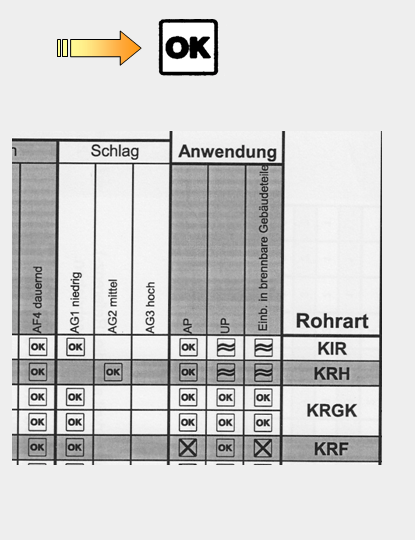 OK
n Schlag Anwendung
AF4 dauernd AG1 niedrig AG2 mittel AG3 hoch AP UP Einb. in brennbare Gebäudeteile Rohrart
OK OK OK KIR
OK OK OK KRH
OK OK OK OK OK KRGK
OK OK OK OK OK
OK OK OK KRF